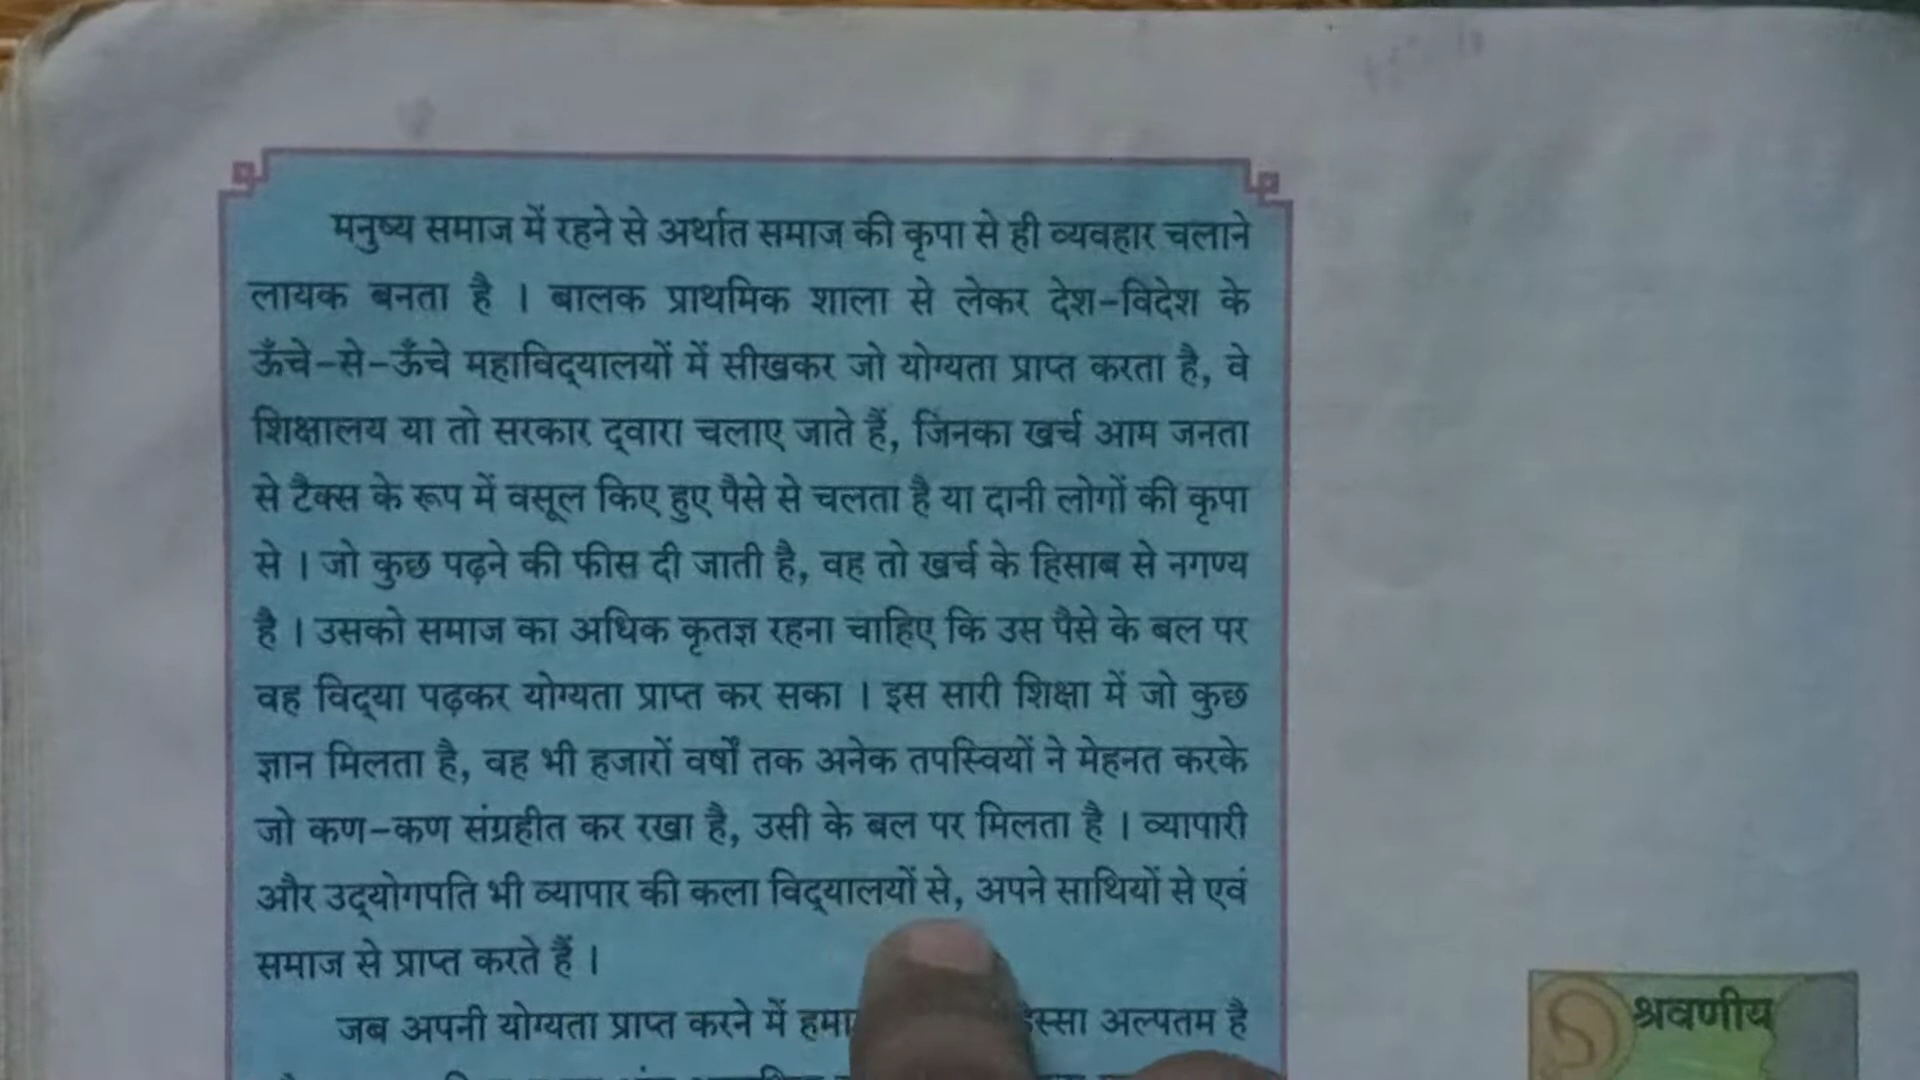 मनुष्य समाज में रहने से अर्थात समाज की कृपा से ही व्यवहार चलाने
लायक बनता है । बालक प्राथमिक शाला से लेकर देश-विदेश के
ऊँचे-से-ऊँचे महाविद्‌यालयों में सीखकर जो योग्यता प्राप्त करता है, वे
शिक्षालय या तो सरकार द्‌वारा चलाए जाते हैं, जिनका खर्च आम जनता
से टैक्स के रूप में वसूल किए हुए पैसे से चलता है या दानी लोगों की कृपा
से । जो कुछ पढ़ने की फीस दी जाती है, वह तो खर्च के हिसाब से नगण्य
है । उसको समाज का अधिक कृतज्ञ रहना चाहिए कि उस पैसे के बल पर
वह विद्‌या पढ़कर योग्यता प्राप्त कर सका । इस सारी शिक्षा में जो कुछ
ज्ञान मिलता है, वह भी हजारों वर्षों तक अनेक तपस्वियों ने मेहनत करके
जो कण-कण संग्रहीत कर रखा है, उसी के बल पर मिलता है । व्यापारी
और उद्‌योगपति भी व्यापार की कला विद्‌यालयों से, अपने साथियों से एवं
समाज से प्राप्त करते हैं ।
जब अपनी योग्यता प्राप्त करने में अल्पतम है
श्रवणीय